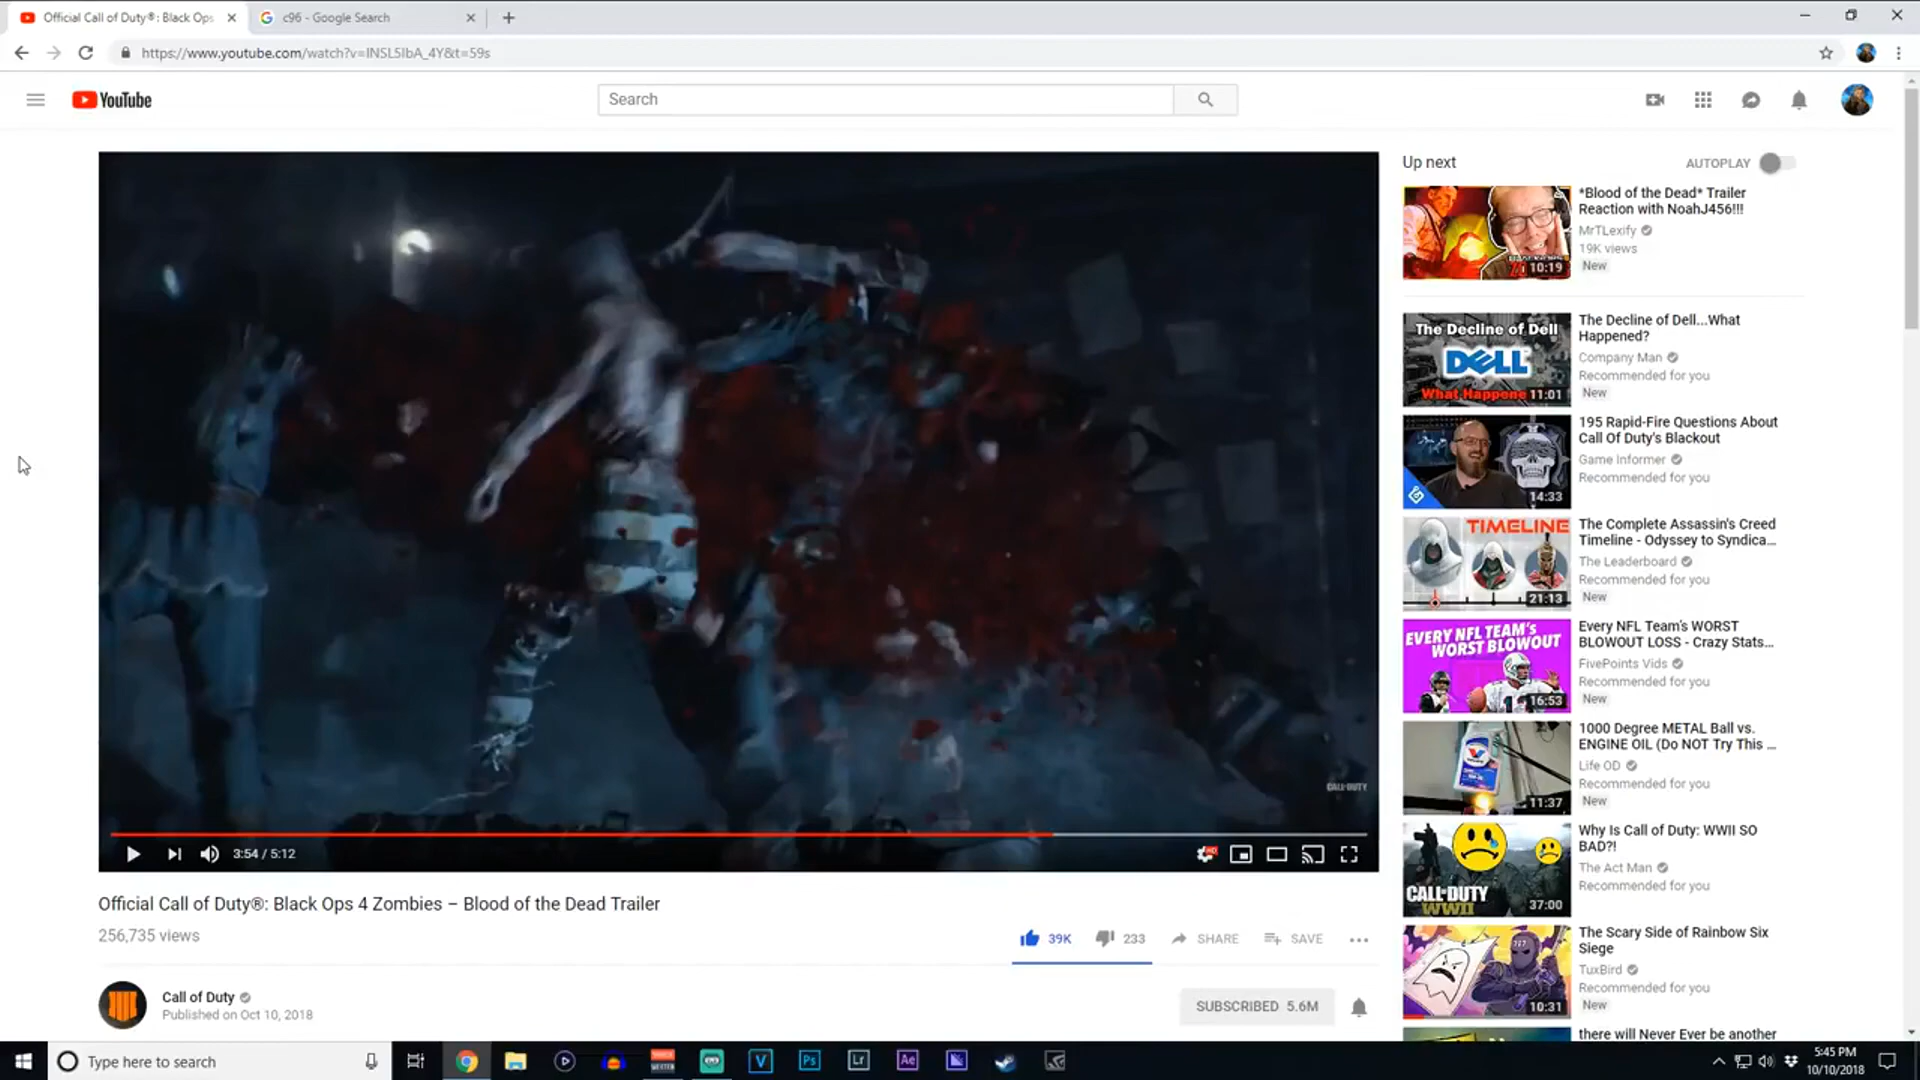 Official Call of Duty®: Black Ops
c96 - Google Search
https://www.youtube.com/watch?v=INSL5IbA_4Y&t=59s
YouTube
Search
CALL·DUTY
3:54 / 5:12
HD
Official Call of Duty®: Black Ops 4 Zombies – Blood of the Dead Trailer
256,735 views
39K
233
SHARE
SAVE
Call of Duty
Published on Oct 10, 2018
SUBSCRIBED 5.6M
Up next
AUTOPLAY
10:19
*Blood of the Dead* Trailer
Reaction with NoahJ456!!!
MrTLexify
19K views
New
The Decline of Dell
DELL
What Happene
11:01
The Decline of Dell...What
Happened?
Company Man
Recommended for you
New
14:33
195 Rapid-Fire Questions About
Call Of Duty's Blackout
Game Informer
Recommended for you
TIMELINE
21:13
The Complete Assassin's Creed
Timeline - Odyssey to Syndica...
The Leaderboard
Recommended for you
New
EVERY NFL TEAM'S
WORST BLOWOUT
16:53
Every NFL Team's WORST
BLOWOUT LOSS - Crazy Stats...
FivePoints Vids
Recommended for you
New
11:37
1000 Degree METAL Ball vs.
ENGINE OIL (Do NOT Try This ...
Life OD
Recommended for you
New
CALL·DUTY
WWII
37:00
Why Is Call of Duty: WWII SO
BAD?!
The Act Man
Recommended for you
10:31
The Scary Side of Rainbow Six
Siege
TuxBird
Recommended for you
New
there will Never Ever be another
Type here to search
V
Ps
Lr
Ae
5:45 PM
10/10/2018